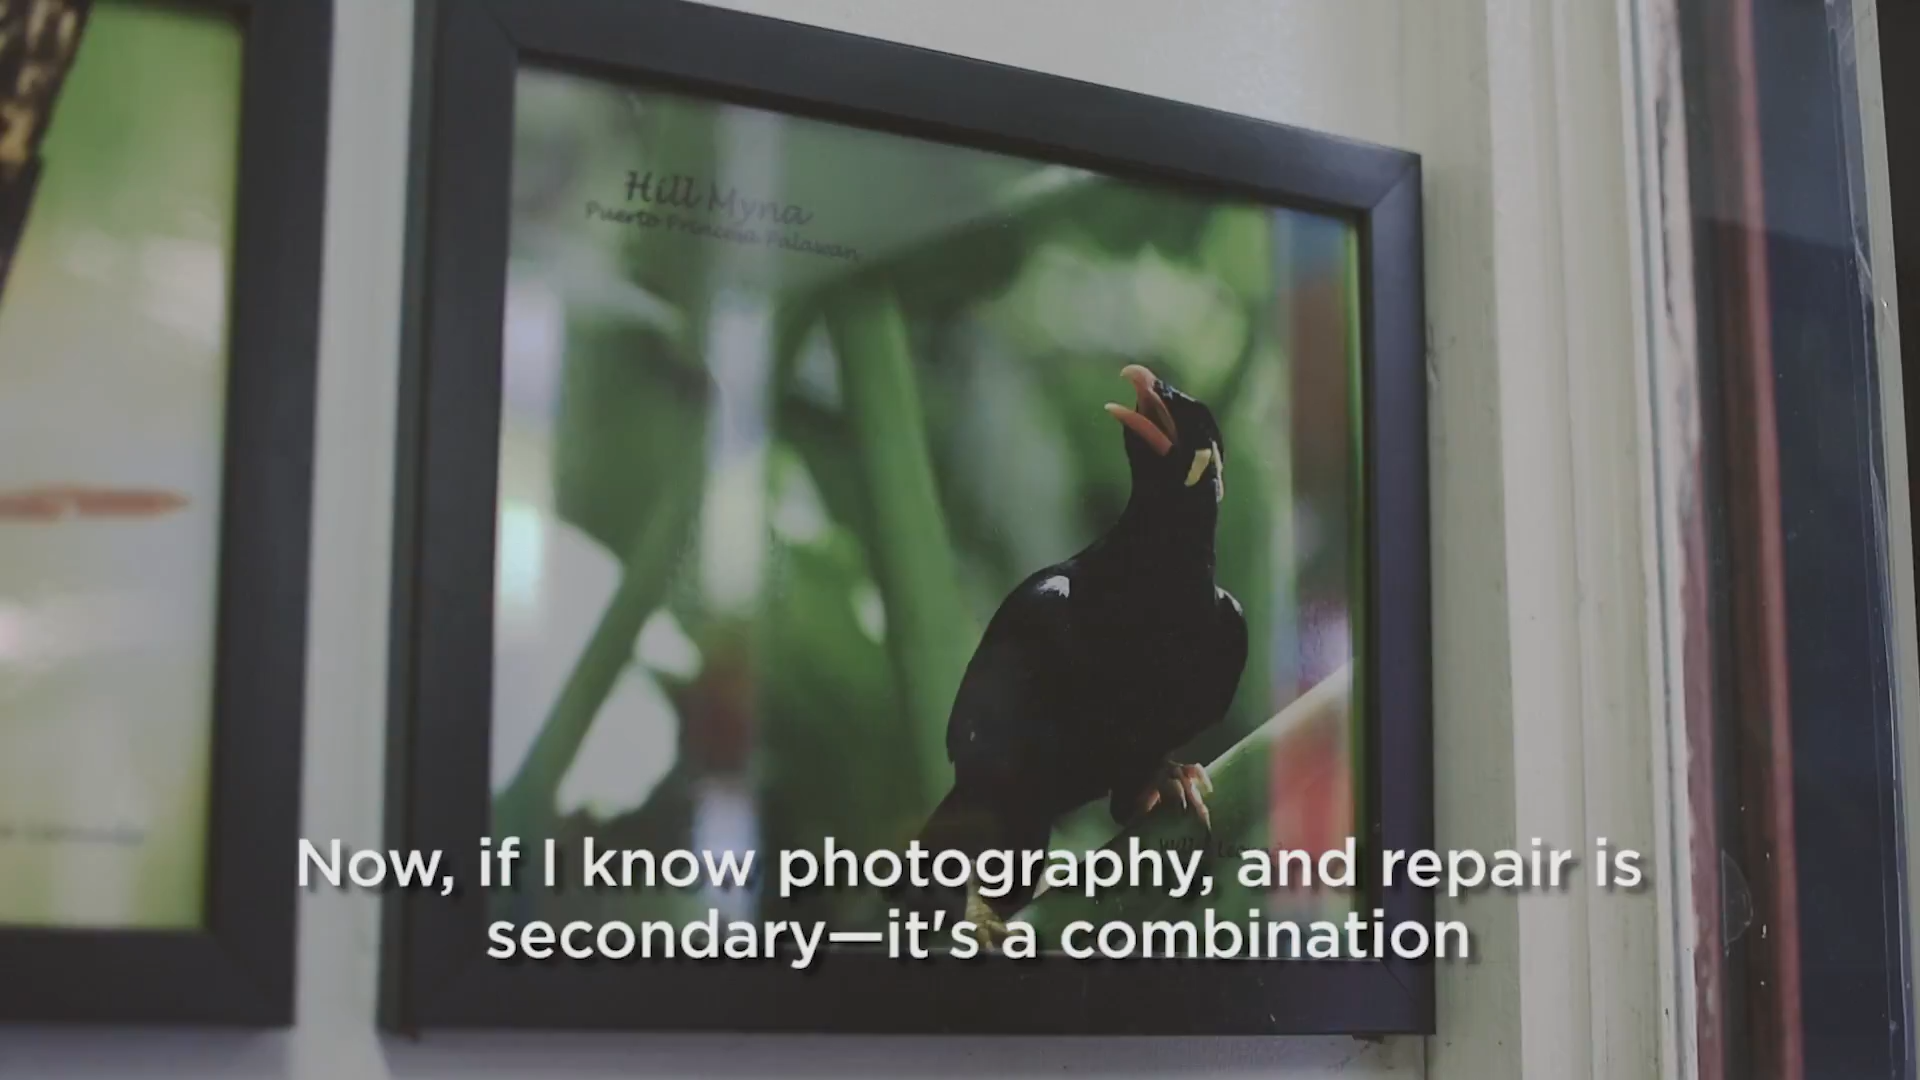 Hill Myna
Puerto Princesa Palawan
Now, if I know photography, and repair is
secondary—it's a combination